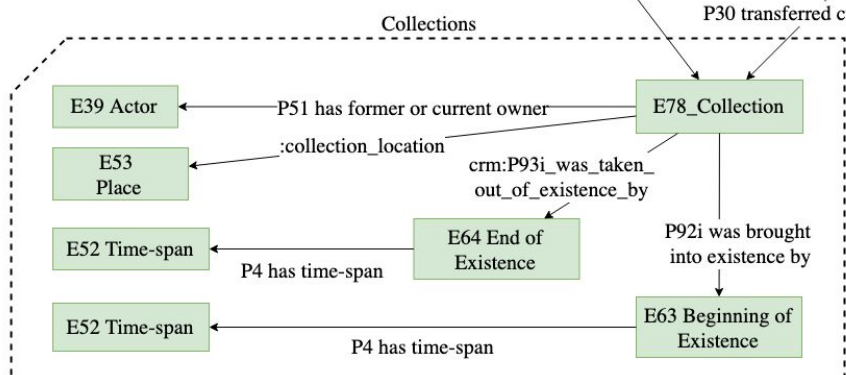 P30 transferred c
Collections
E39 Actor
P51 has former or current owner
E78_Collection
:collection_location
E53
Place
crm:P93i_was_taken_
out_of_existence_by
E52 Time-span
P4 has time-span
E64 End of
Existence
P92i was brought
into existence by
E52 Time-span
P4 has time-span
E63 Beginning of
Existence